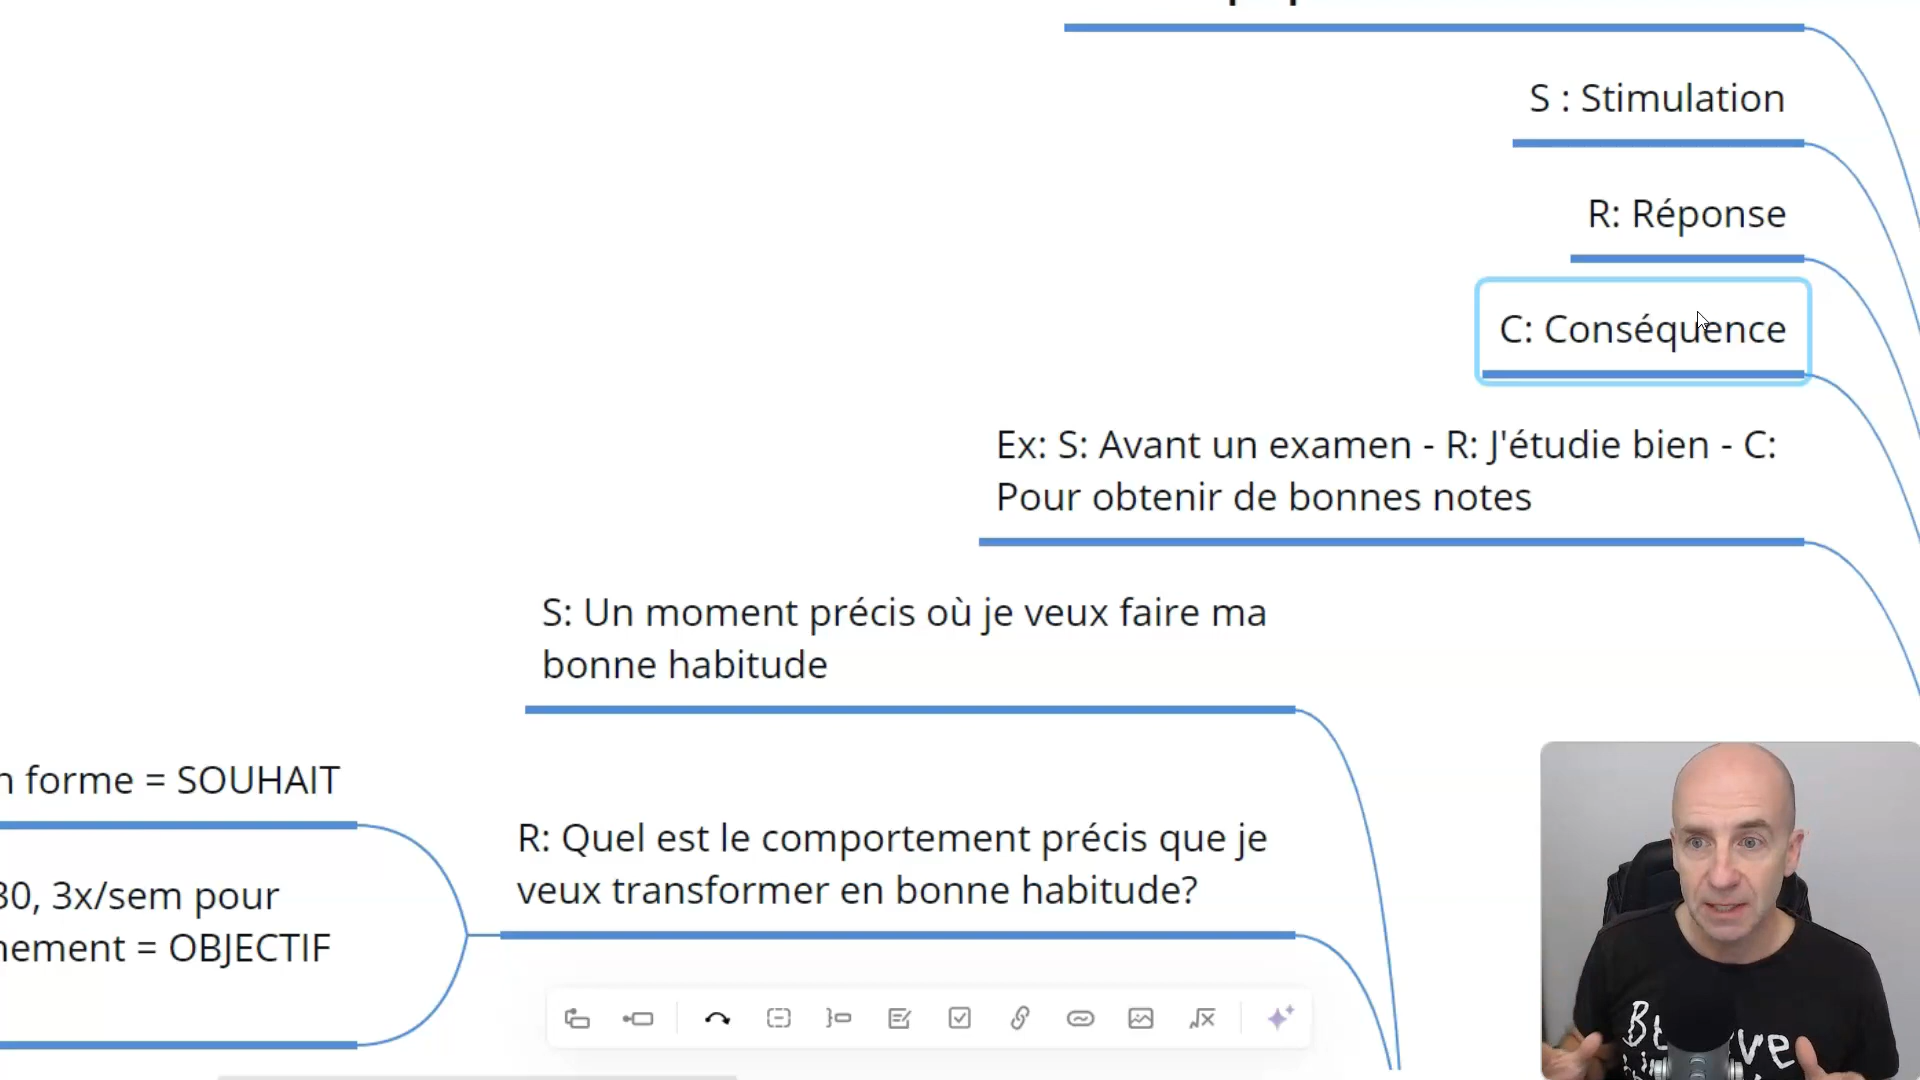 S : Stimulation
R: Réponse
C: Conséquence
Ex: S: Avant un examen - R: J'étudie bien - C:
Pour obtenir de bonnes notes
S: Un moment précis où je veux faire ma
bonne habitude
forme = SOUHAIT
R: Quel est le comportement précis que je
veux transformer en bonne habitude?
3x/sem pour
= OBJECTIF